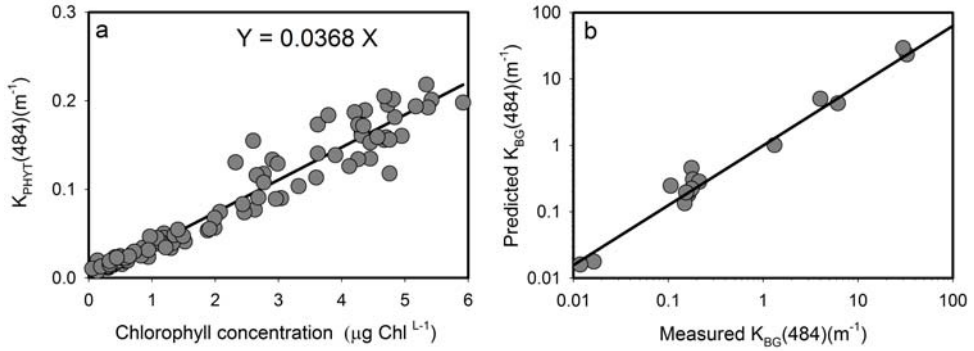 a
Y = 0.0368 X
0.3
0.2
0.1
0.0
K_PHYT(484)(m⁻¹)
0 1 2 3 4 5 6
Chlorophyll concentration (μg Chl ᴸ⁻¹)
b
100
10
1
0.1
0.01
Predicted K_BG(484)(m⁻¹)
0.01 0.1 1 10 100
Measured K_BG(484)(m⁻¹)